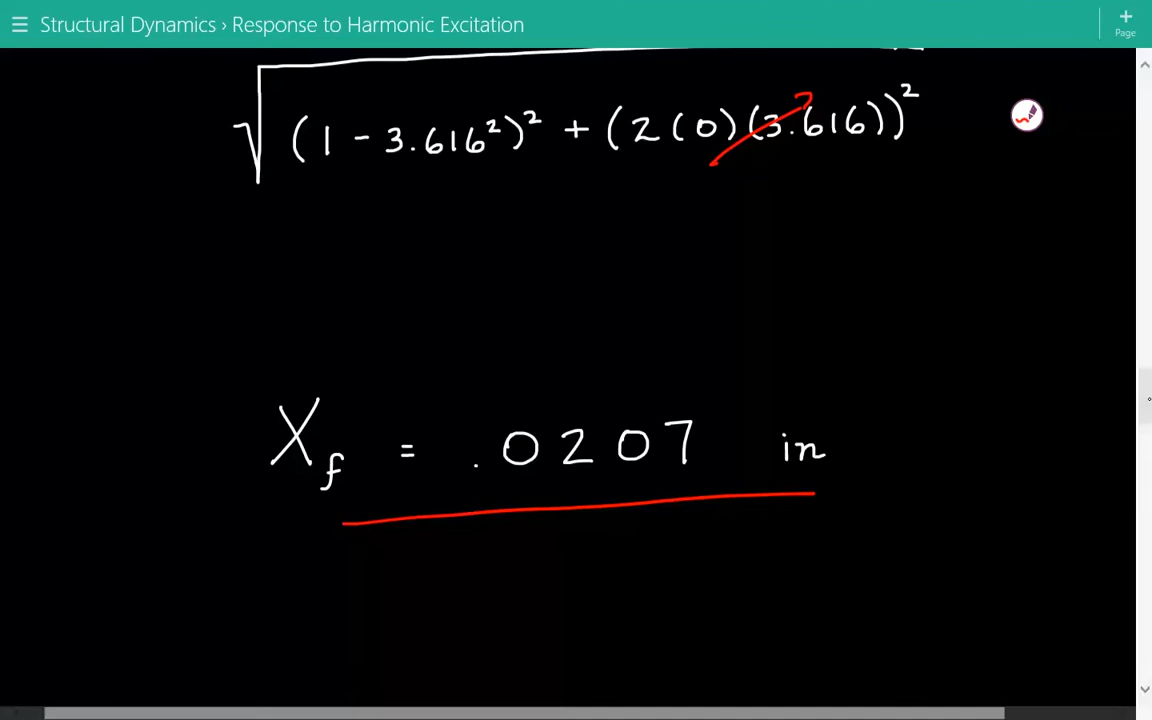 Structural Dynamics › Response to Harmonic Excitation
Page
√(1 - 3.616²)² + (2(0)(3.616))²
X_f = .0207 in